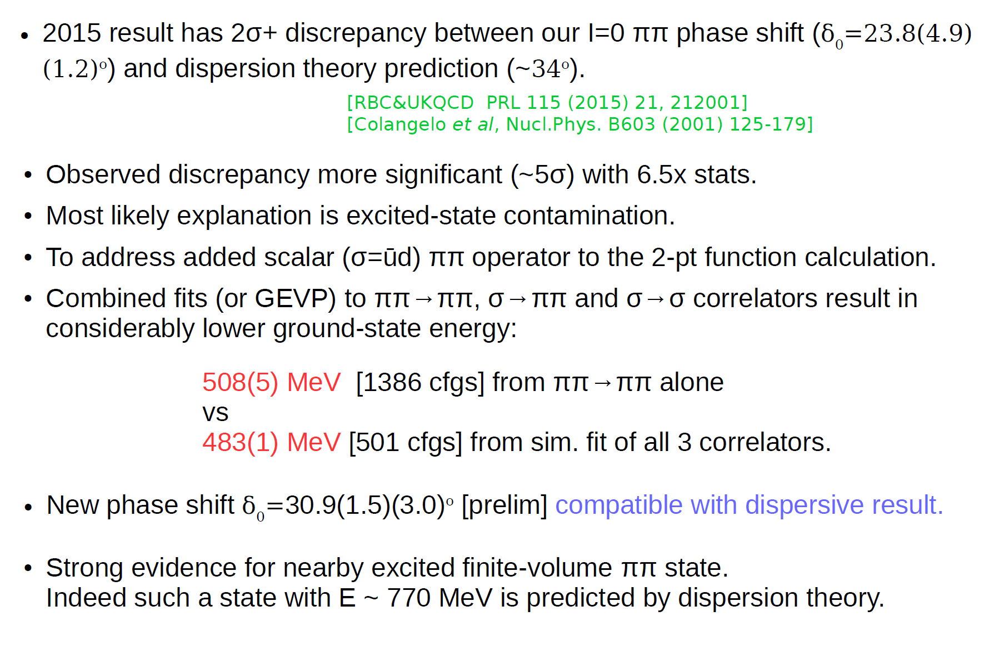 • 2015 result has 2σ+ discrepancy between our I=0 ππ phase shift (δ₀=23.8(4.9)
(1.2)º) and dispersion theory prediction (~34º).
[RBC&UKQCD PRL 115 (2015) 21, 212001]
[Colangelo et al, Nucl.Phys. B603 (2001) 125-179]
• Observed discrepancy more significant (~5σ) with 6.5x stats.
• Most likely explanation is excited-state contamination.
• To address added scalar (σ=ūd) ππ operator to the 2-pt function calculation.
• Combined fits (or GEVP) to ππ→ππ, σ→ππ and σ→σ correlators result in
considerably lower ground-state energy:
508(5) MeV [1386 cfgs] from ππ→ππ alone
vs
483(1) MeV [501 cfgs] from sim. fit of all 3 correlators.
• New phase shift δ₀=30.9(1.5)(3.0)º [prelim] compatible with dispersive result.
• Strong evidence for nearby excited finite-volume ππ state.
Indeed such a state with E ~ 770 MeV is predicted by dispersion theory.